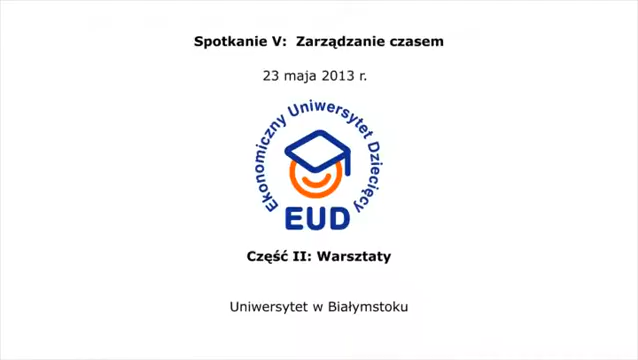 Spotkanie V: Zarządzanie czasem
23 maja 2013 r.
Ekonomiczny Uniwersytet Dziecięcy
EUD
Część II: Warsztaty
Uniwersytet w Białymstoku